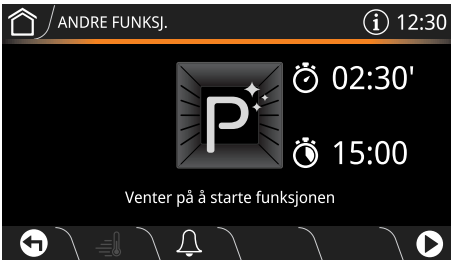 ANDRE FUNKSJ.
i 12:30
P
02:30'
15:00
Venter på å starte funksjonen